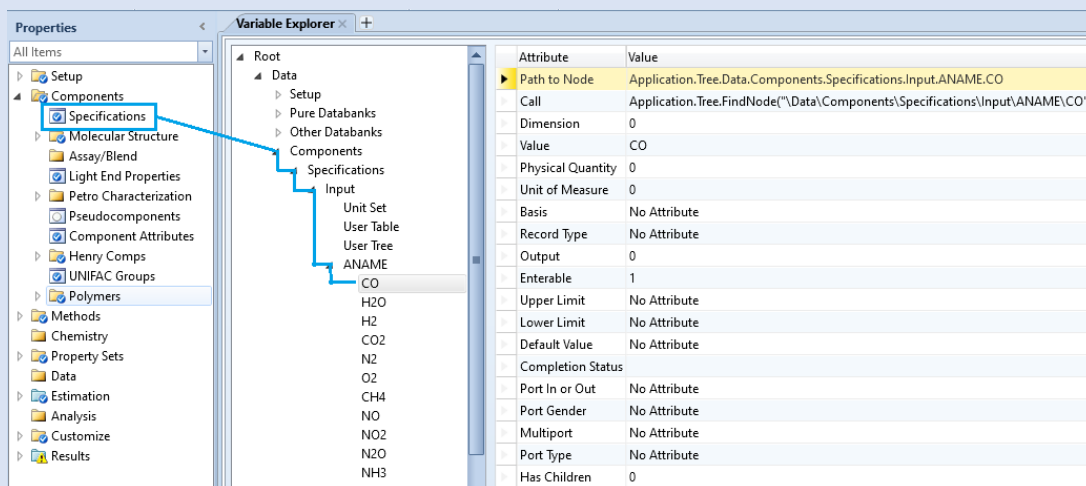 Properties
All Items
Setup
Components
Specifications
Molecular Structure
Assay/Blend
Light End Properties
Petro Characterization
Pseudocomponents
Component Attributes
Henry Comps
UNIFAC Groups
Polymers
Methods
Chemistry
Property Sets
Data
Estimation
Analysis
Customize
Results
Variable Explorer
Root
Data
Setup
Pure Databanks
Other Databanks
Components
Specifications
Input
Unit Set
User Table
User Tree
ANAME
CO
H2O
H2
CO2
N2
O2
CH4
NO
NO2
N2O
NH3
Attribute Value
Path to Node Application.Tree.Data.Components.Specifications.Input.ANAME.CO
Call Application.Tree.FindNode("\Data\Components\Specifications\Input\ANAME\CO"
Dimension 0
Value CO
Physical Quantity 0
Unit of Measure 0
Basis No Attribute
Record Type No Attribute
Output 0
Enterable 1
Upper Limit No Attribute
Lower Limit No Attribute
Default Value No Attribute
Completion Status
Port In or Out No Attribute
Port Gender No Attribute
Multiport No Attribute
Port Type No Attribute
Has Children 0